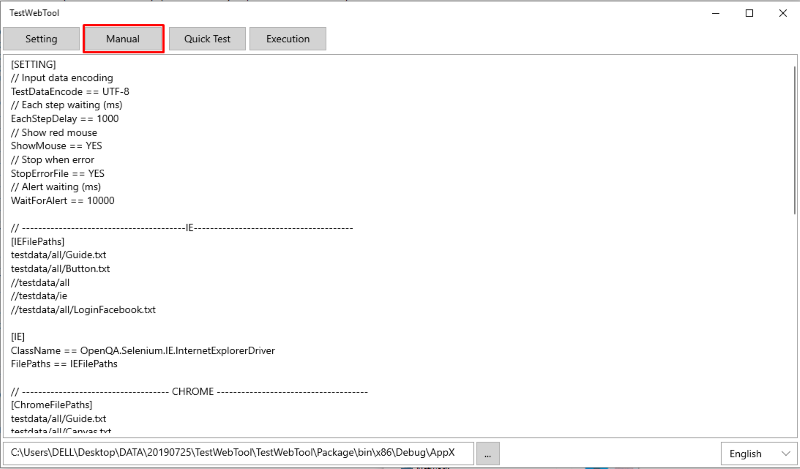 TestWebTool
Setting
Manual
Quick Test
Execution
[SETTING]
// Input data encoding
TestDataEncode == UTF-8
// Each step waiting (ms)
EachStepDelay == 1000
// Show red mouse
ShowMouse == YES
// Stop when error
StopErrorFile == YES
// Alert waiting (ms)
WaitForAlert == 10000
// ----------------------------------------IE---------------------------------------
[IEFilePaths]
testdata/all/Guide.txt
testdata/all/Button.txt
//testdata/all
//testdata/ie
//testdata/all/LoginFacebook.txt
[IE]
ClassName == OpenQA.Selenium.IE.InternetExplorerDriver
FilePaths == IEFilePaths
// ------------------------------------ CHROME -------------------------------------
[ChromeFilePaths]
testdata/all/Guide.txt
testdata/all/Canvas.txt
C:\Users\DELL\Desktop\DATA\20190725\TestWebTool\TestWebTool\Package\bin\x86\Debug\AppX
...
English